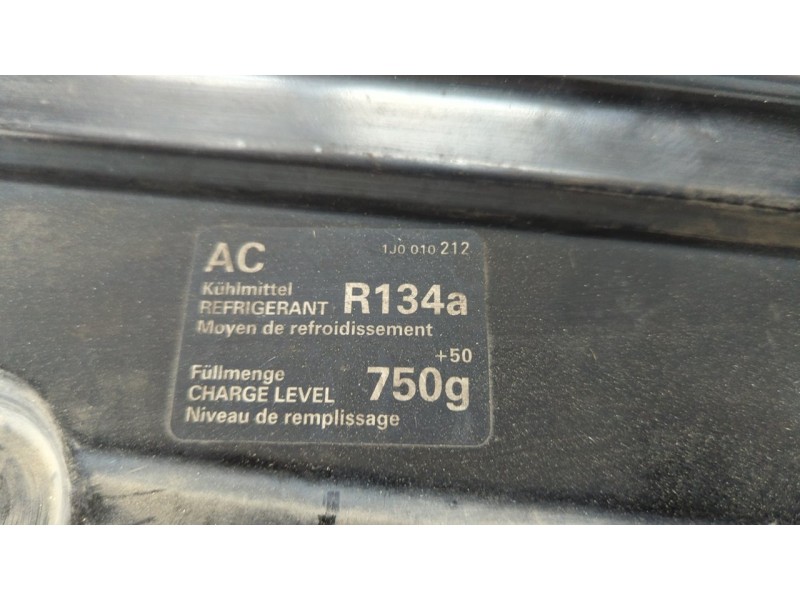 AC 1J0 010 212
Kühlmittel
REFRIGERANT R134a
Moyen de refroidissement
+50
Füllmenge
CHARGE LEVEL 750g
Niveau de remplissage